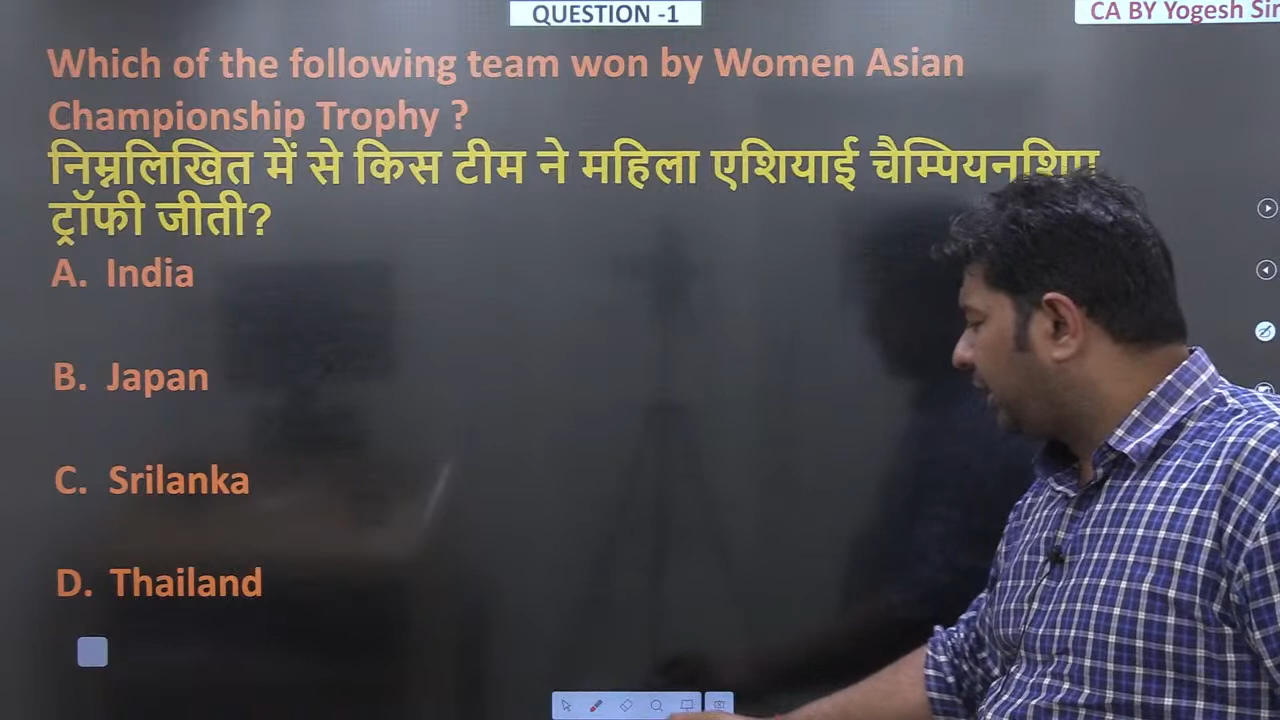 QUESTION -1
CA BY Yogesh Sir
Which of the following team won by Women Asian
Championship Trophy ?
निम्नलिखित में से किस टीम ने महिला एशियाई चैम्पियनशिप
ट्रॉफी जीती?
A. India
B. Japan
C. Srilanka
D. Thailand